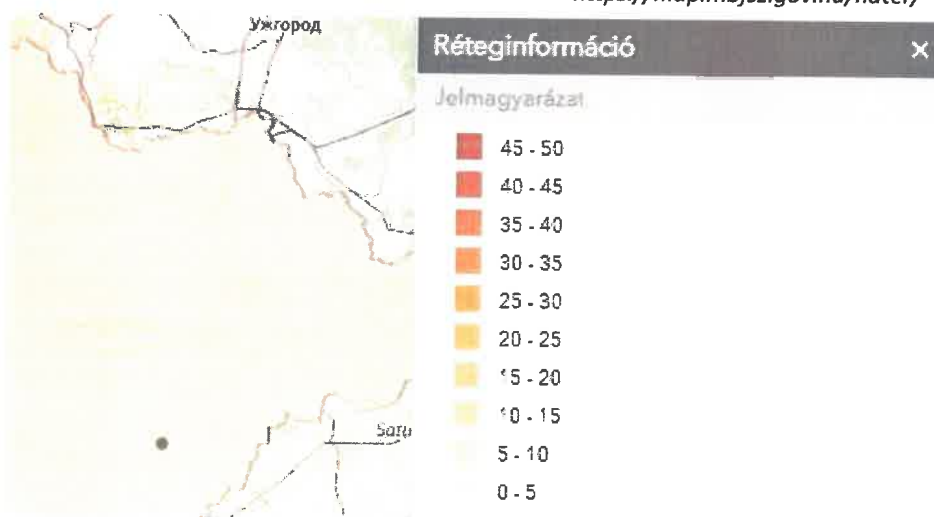 Ужгород
Réteginformáció ×
Jelmagyarázat
45 - 50
40 - 45
35 - 40
30 - 35
25 - 30
20 - 25
15 - 20
10 - 15
5 - 10
0 - 5
Satu